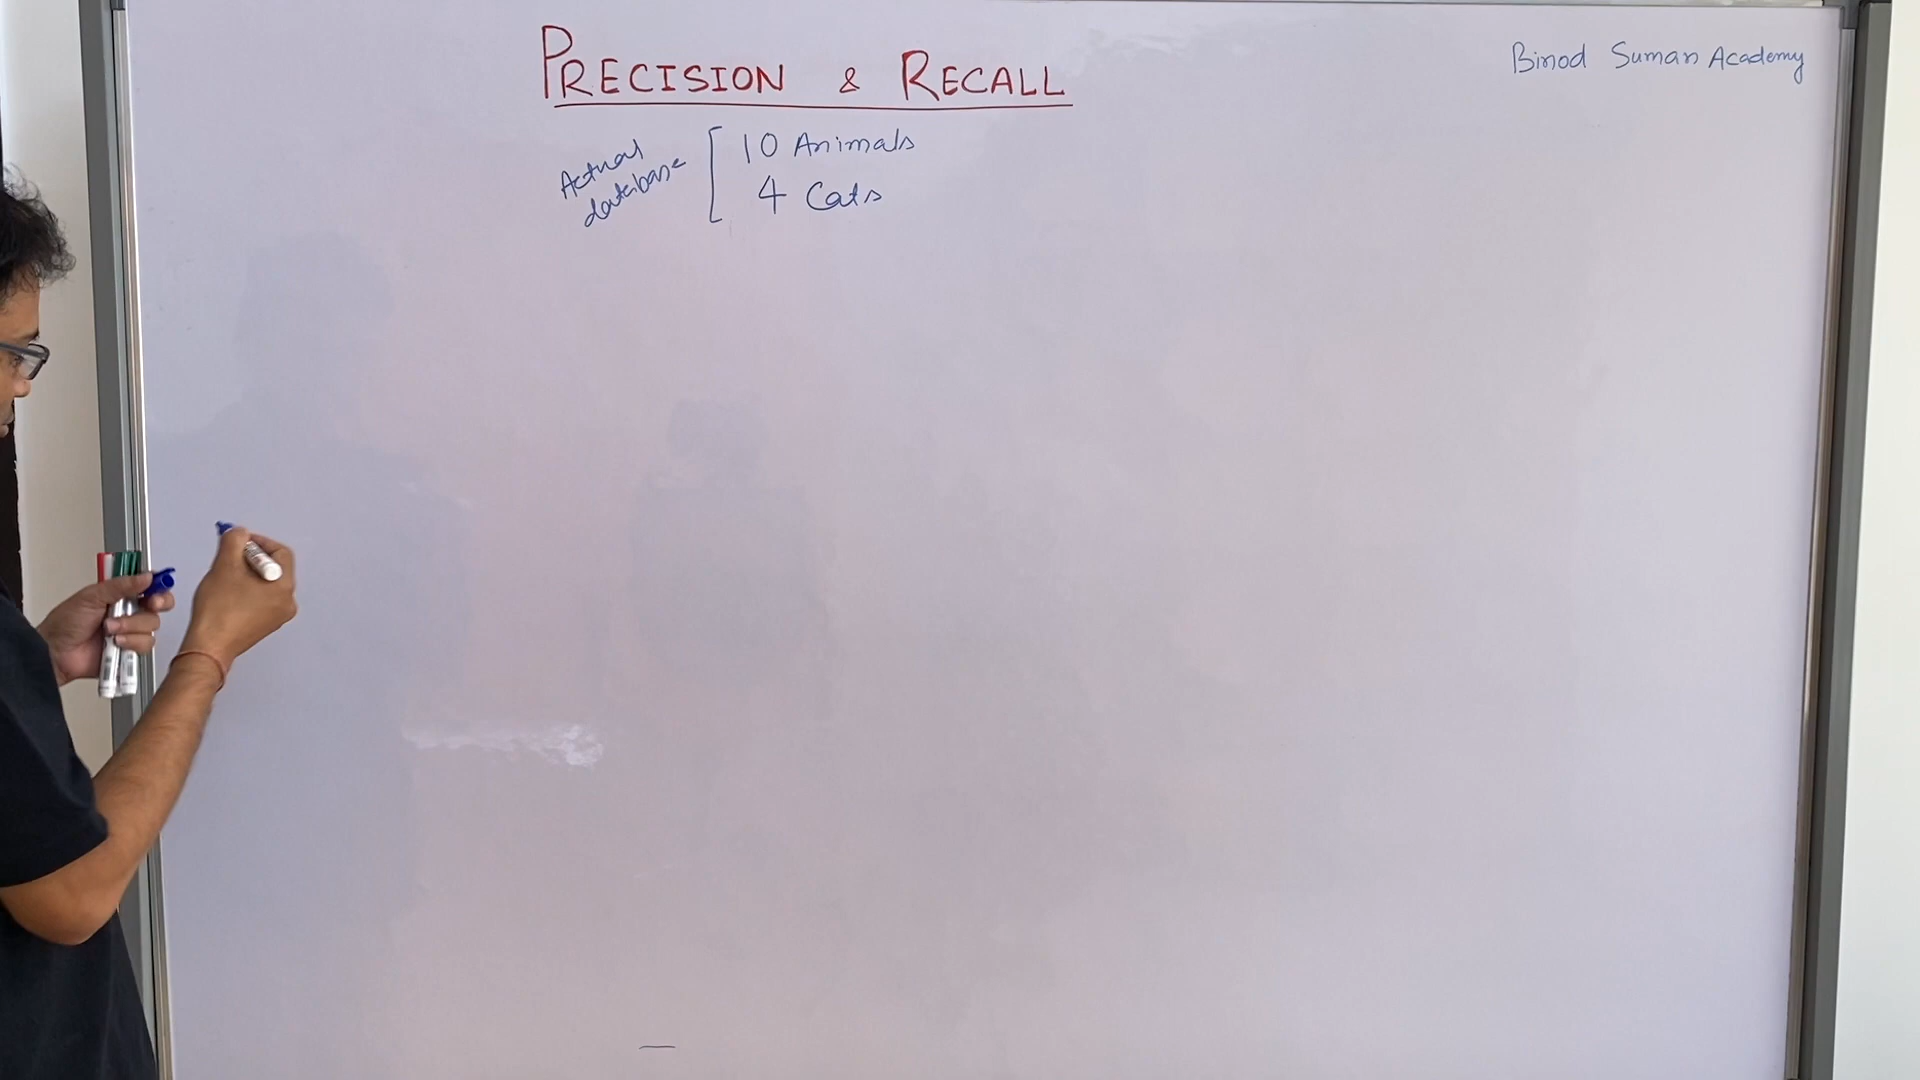 PRECISION & RECALL
Binod Suman Academy
Actual
database
10 Animals
4 Cats